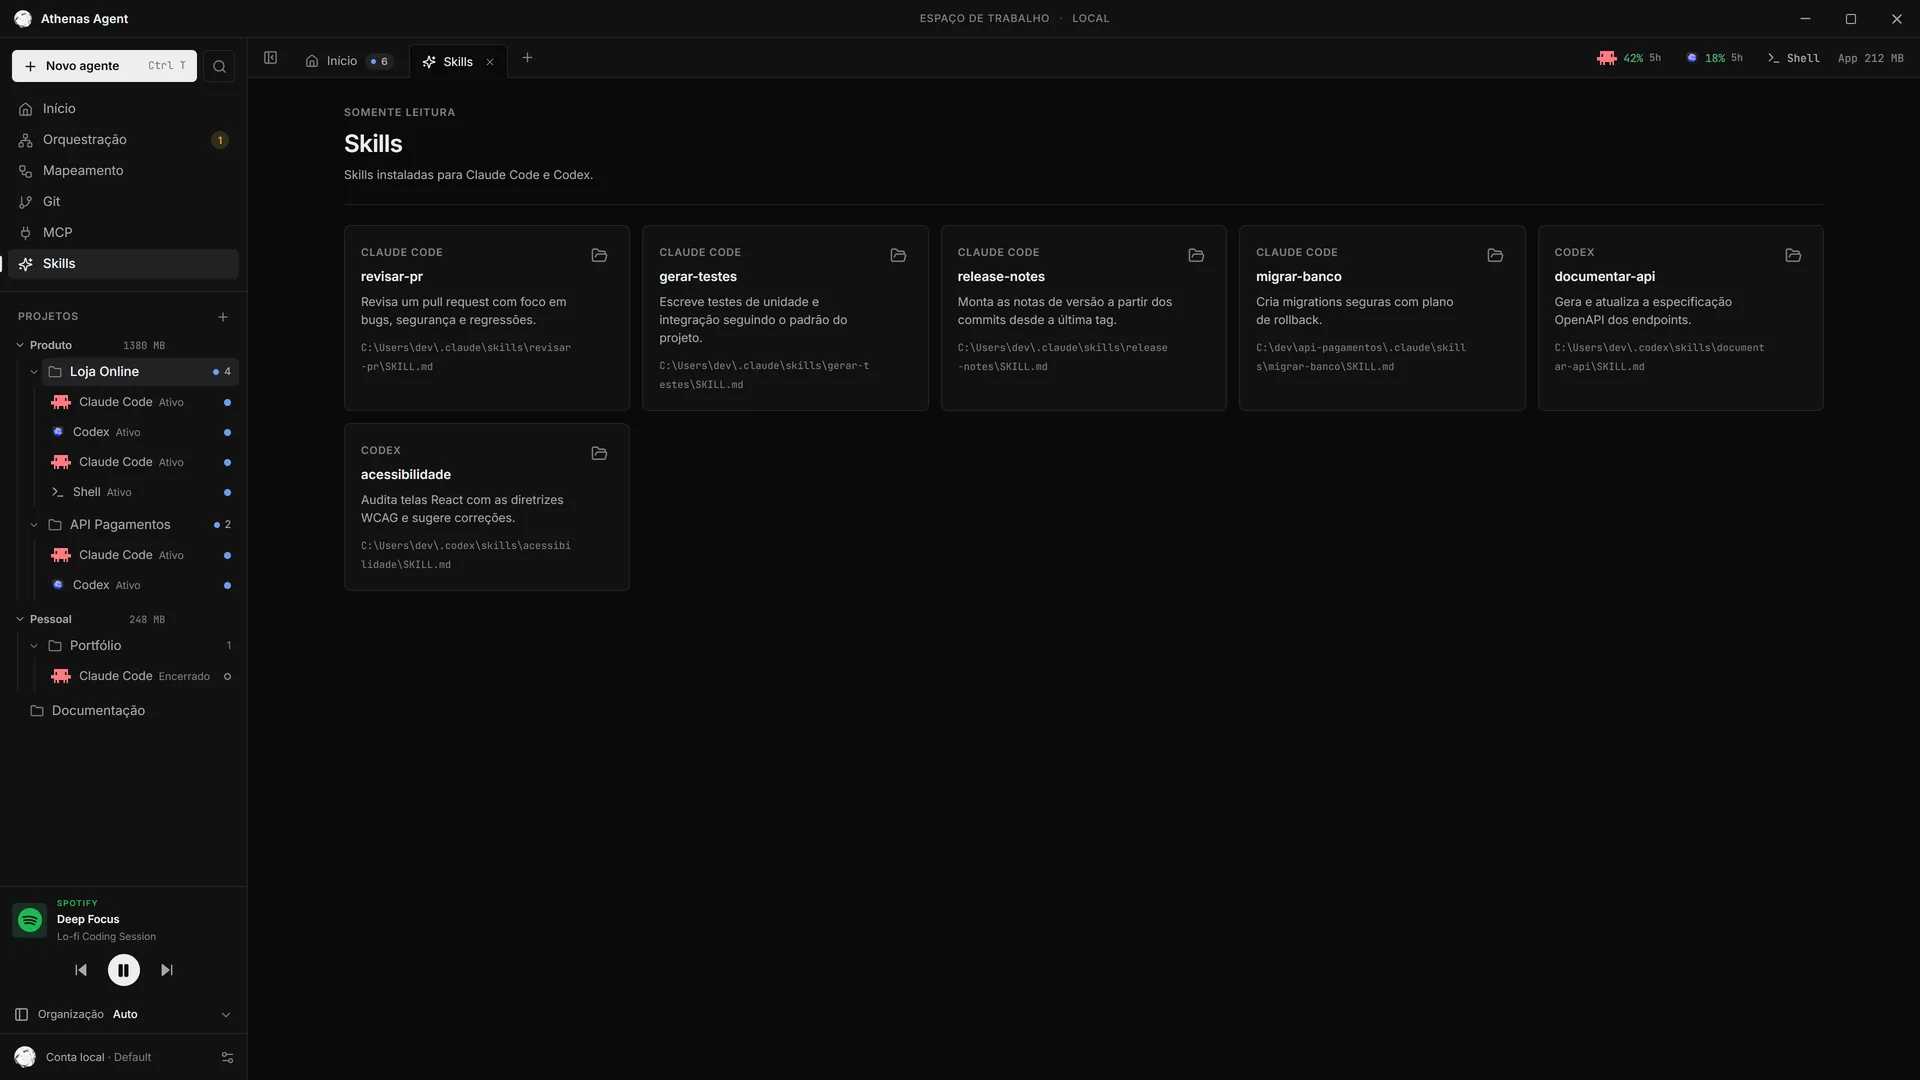 Athenas Agent
ESPAÇO DE TRABALHO · LOCAL
Novo agente Ctrl T
Início
Orquestração 1
Mapeamento
Git
MCP
Skills
PROJETOS
Produto 1380 MB
Loja Online 4
Claude Code Ativo
Codex Ativo
Claude Code Ativo
Shell Ativo
API Pagamentos 2
Claude Code Ativo
Codex Ativo
Pessoal 248 MB
Portfólio 1
Claude Code Encerrado
Documentação
SPOTIFY
Deep Focus
Lo-fi Coding Session
Organização Auto
Conta local · Default
Início 6
Skills
42% 5h
18% 5h
Shell
App 212 MB
SOMENTE LEITURA
Skills
Skills instaladas para Claude Code e Codex.
CLAUDE CODE
revisar-pr
Revisa um pull request com foco em
bugs, segurança e regressões.
C:\Users\dev\.claude\skills\revisar
-pr\SKILL.md
CLAUDE CODE
gerar-testes
Escreve testes de unidade e
integração seguindo o padrão do
projeto.
C:\Users\dev\.claude\skills\gerar-t
estes\SKILL.md
CLAUDE CODE
release-notes
Monta as notas de versão a partir dos
commits desde a última tag.
C:\Users\dev\.claude\skills\release
-notes\SKILL.md
CLAUDE CODE
migrar-banco
Cria migrations seguras com plano
de rollback.
C:\dev\api-pagamentos\.claude\skill
s\migrar-banco\SKILL.md
CODEX
documentar-api
Gera e atualiza a especificação
OpenAPI dos endpoints.
C:\Users\dev\.codex\skills\document
ar-api\SKILL.md
CODEX
acessibilidade
Audita telas React com as diretrizes
WCAG e sugere correções.
C:\Users\dev\.codex\skills\acessibi
lidade\SKILL.md